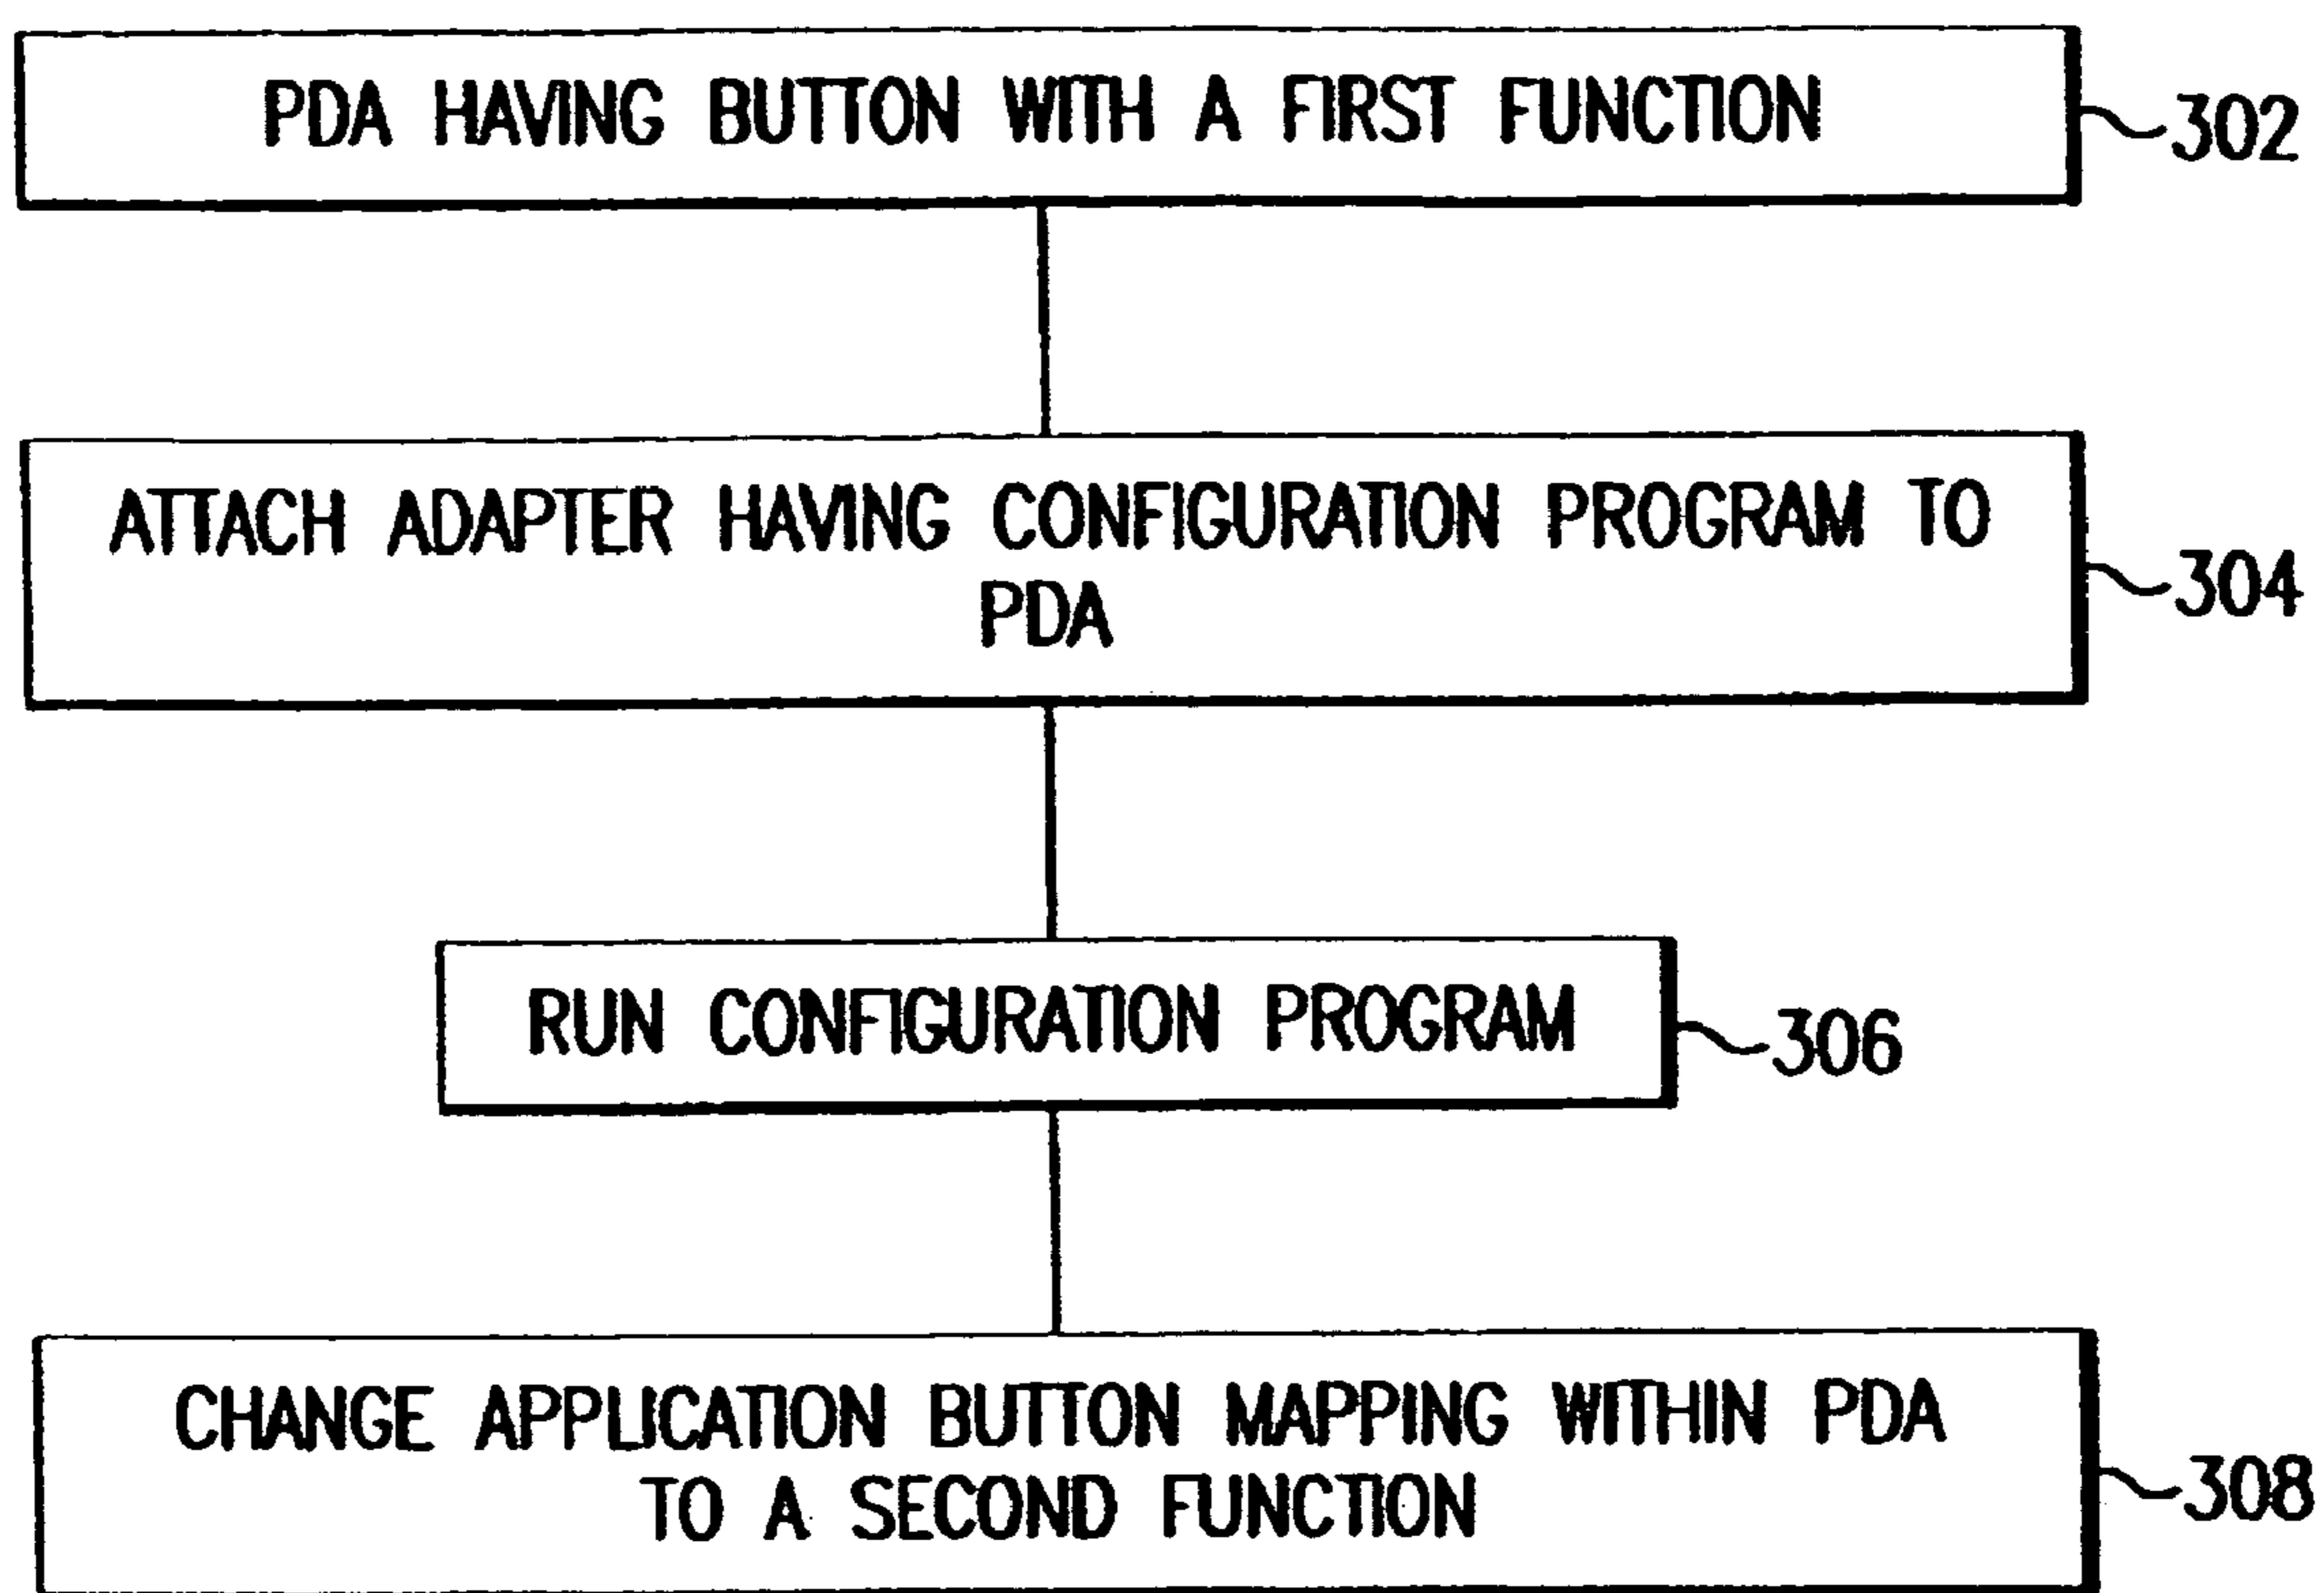 PDA HAVING BUTTON WITH A FIRST FUNCTION
302
ATTACH ADAPTER HAVING CONFIGURATION PROGRAM TO
PDA
304
RUN CONFIGURATION PROGRAM
306
CHANGE APPLICATION BUTTON MAPPING WITHIN PDA
TO A SECOND FUNCTION
308